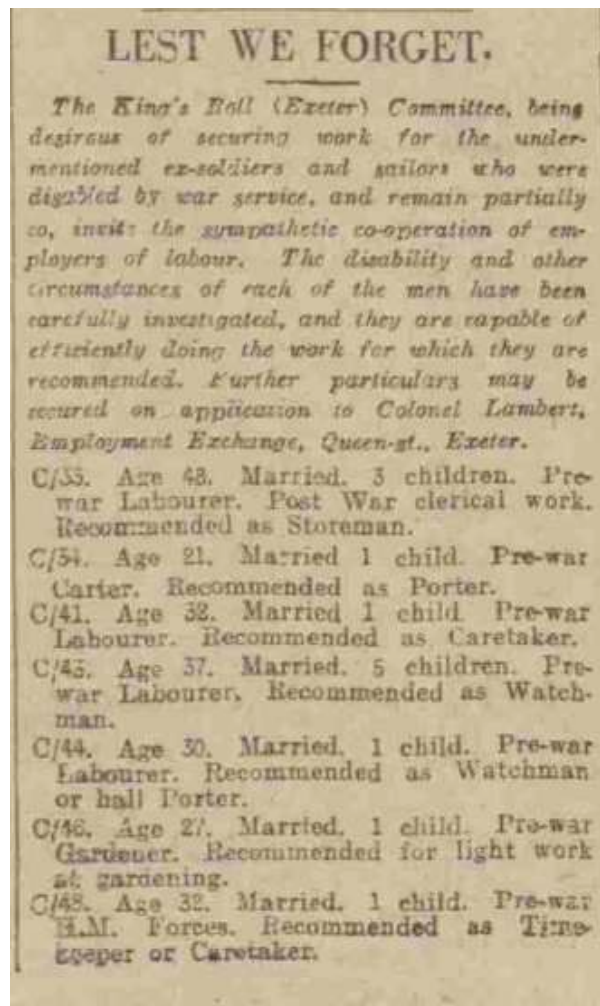 LEST WE FORGET.
The King's Roll (Exeter) Committee, being
desirous of securing work for the under-
mentioned ex-soldiers and sailors who were
disabled by war service, and remain partially
so, invite the sympathetic co-operation of em-
ployers of labour. The disability and other
circumstances of each of the men have been
carefully investigated, and they are capable of
efficiently doing the work for which they are
recommended. Further particulars may be
secured on application to Colonel Lambert,
Employment Exchange, Queen-st., Exeter.
C/33. Age 48. Married. 3 children. Pre-
war Labourer. Post War clerical work.
Recommended as Storeman.
C/34. Age 21. Married 1 child. Pre-war
Carter. Recommended as Porter.
C/41. Age 32. Married 1 child. Pre-war
Labourer. Recommended as Caretaker.
C/43. Age 37. Married. 5 children. Pre-
war Labourer. Recommended as Watch-
man.
C/44. Age 30. Married. 1 child. Pre-war
Labourer. Recommended as Watchman
or hall Porter.
C/46. Age 27. Married. 1 child. Pre-war
Gardener. Recommended for light work
at gardening.
C/48. Age 32. Married. 1 child. Pre-war
H.M. Forces. Recommended as Time-
keeper or Caretaker.